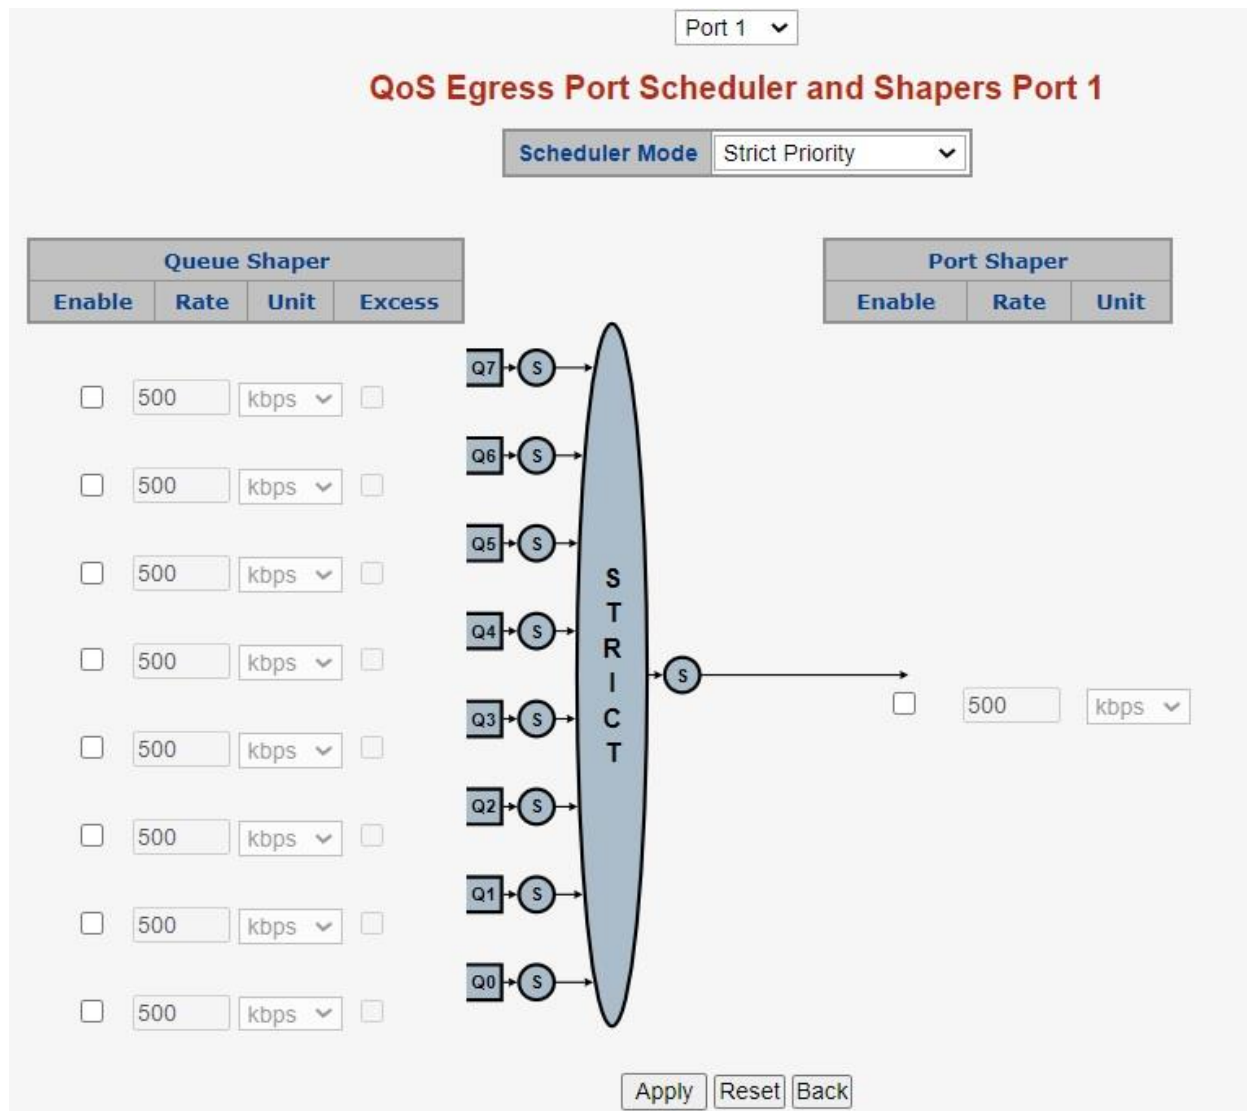 Port 1
QoS Egress Port Scheduler and Shapers Port 1
Scheduler Mode Strict Priority
Queue Shaper Port Shaper
Enable Rate Unit Excess Enable Rate Unit
Q7 S
500 kbps
Q6 S
500 kbps
Q5 S
500 kbps
Q4 S
500 kbps
STRICT
S
500 kbps
Q3 S
500 kbps
Q2 S
500 kbps
Q1 S
500 kbps
Q0 S
500 kbps
Apply Reset Back